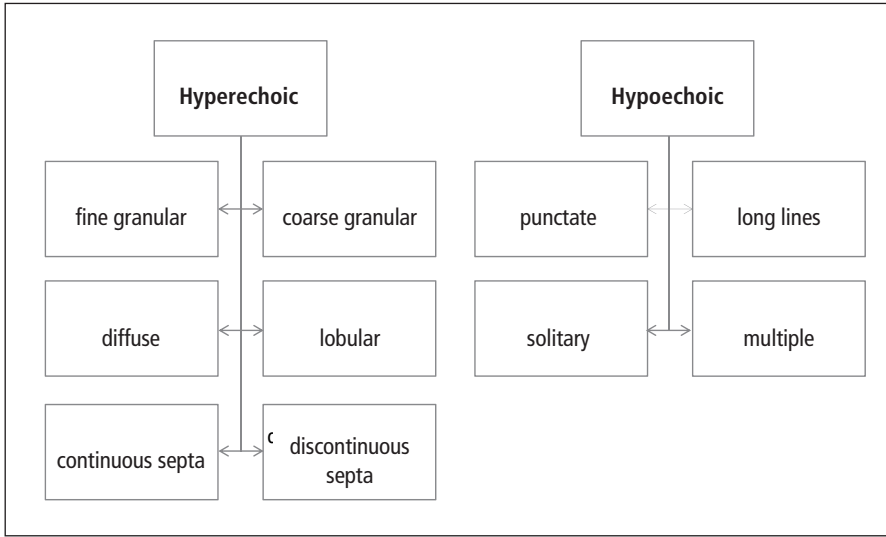 Hyperechoic
Hypoechoic
fine granular
coarse granular
punctate
long lines
diffuse
lobular
solitary
multiple
continuous septa
discontinuous
septa